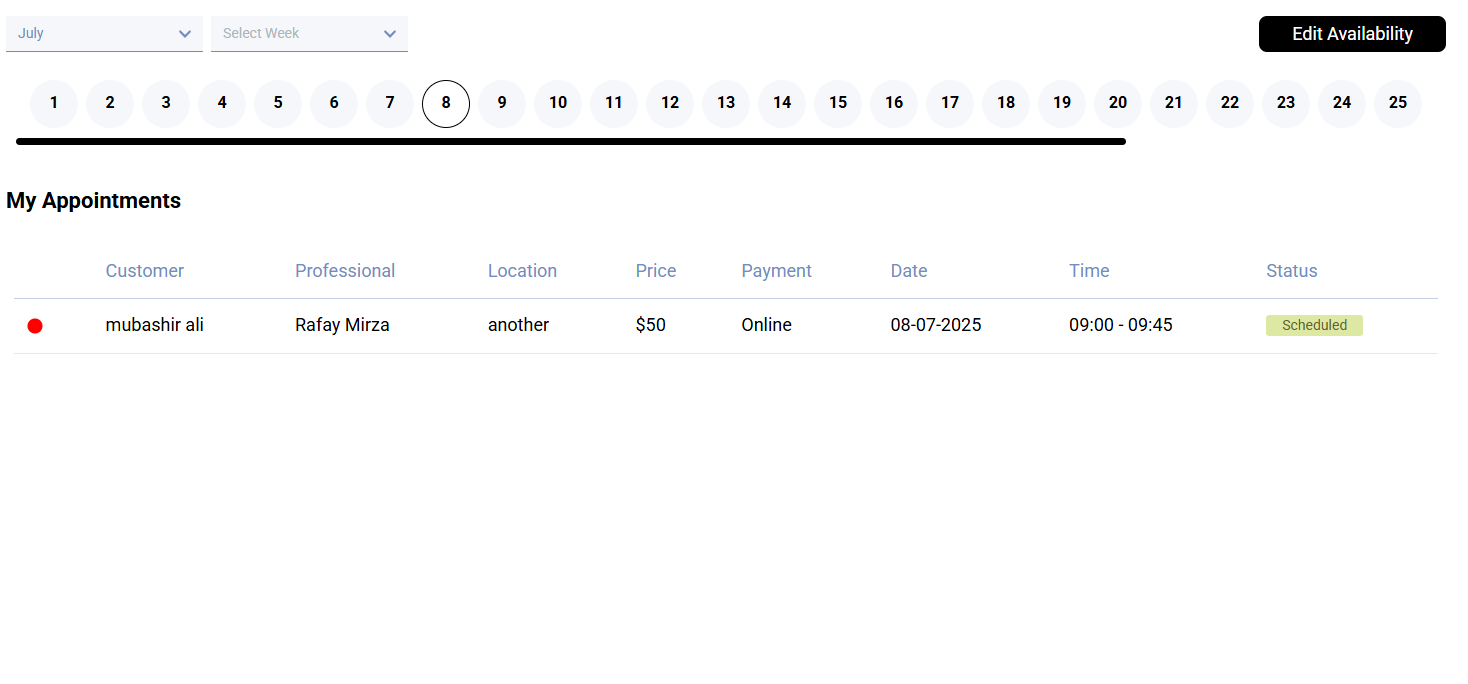 July Select Week Edit Availability
1 2 3 4 5 6 7 8 9 10 11 12 13 14 15 16 17 18 19 20 21 22 23 24 25
My Appointments
Customer Professional Location Price Payment Date Time Status
mubashir ali Rafay Mirza another $50 Online 08-07-2025 09:00 - 09:45 Scheduled